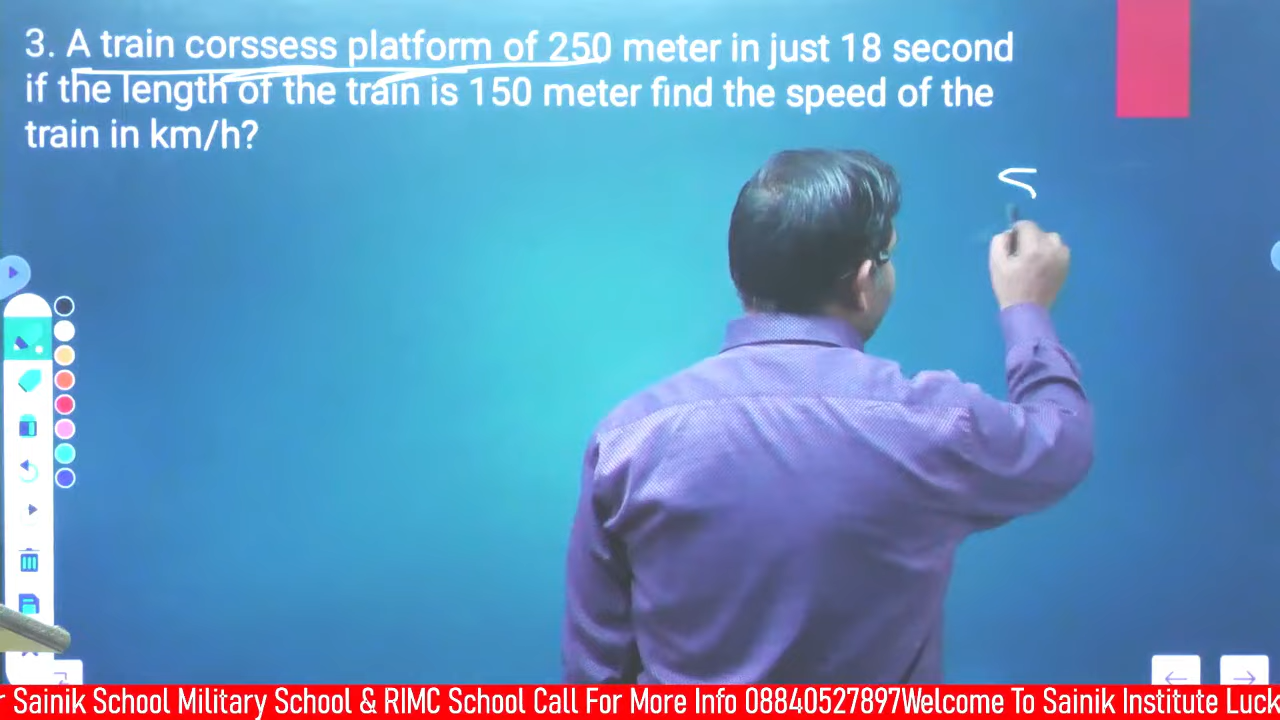 3. A train corssess platform of 250 meter in just 18 second
if the length of the train is 150 meter find the speed of the
train in km/h?
S
r Sainik School Military School & RIMC School Call For More Info 08840527897Welcome To Sainik Institute Luck